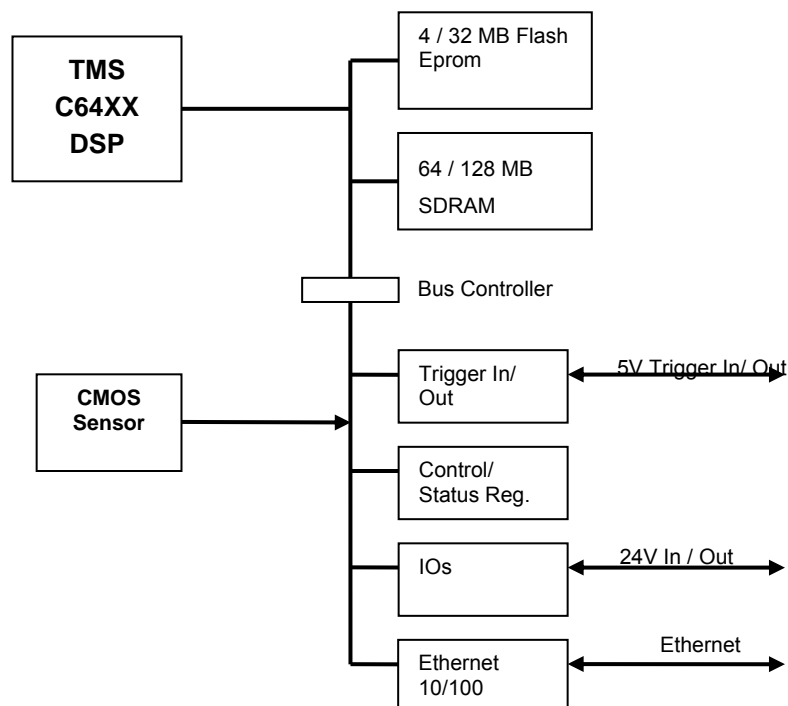 TMS
C64XX
DSP
4 / 32 MB Flash
Eprom
64 / 128 MB
SDRAM
Bus Controller
CMOS
Sensor
Trigger In/
Out
5V Trigger In/ Out
Control/
Status Reg.
IOs
24V In / Out
Ethernet
10/100
Ethernet